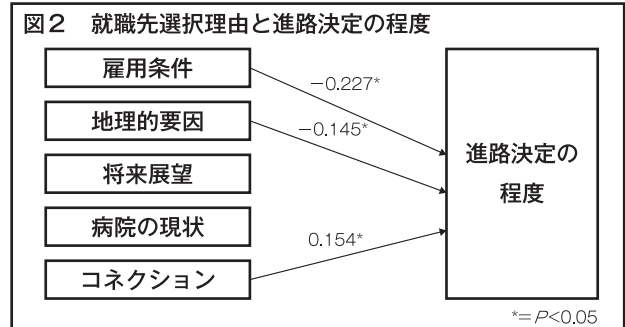 図2 就職先選択理由と進路決定の程度
雇用条件
地理的要因
将来展望
病院の現状
コネクション
−0.227*
−0.145*
0.154*
進路決定の
程度
*=P<0.05